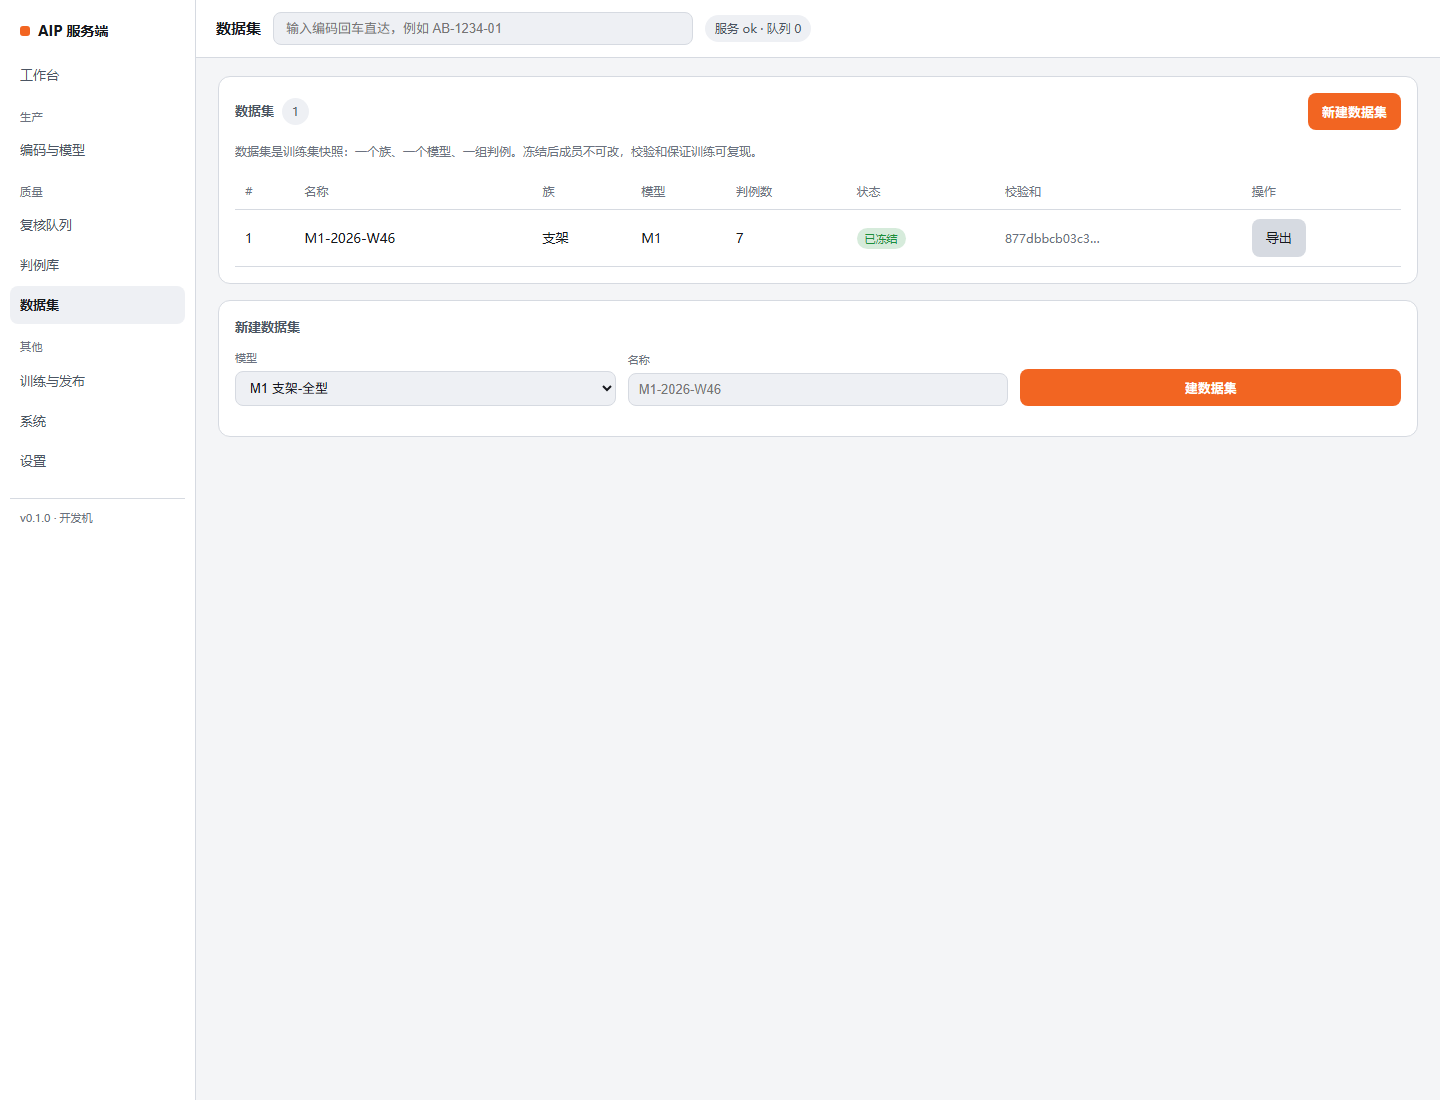 AIP 服务端
工作台
生产
编码与模型
质量
复核队列
判例库
数据集
其他
训练与发布
系统
设置
v0.1.0 · 开发机
数据集
输入编码回车直达，例如 AB-1234-01
服务 ok · 队列 0
数据集 1
新建数据集
数据集是训练集快照：一个族、一个模型、一组判例。冻结后成员不可改，校验和保证训练可复现。
# 名称 族 模型 判例数 状态 校验和 操作
1 M1-2026-W46 支架 M1 7 已冻结 877dbbcb03c3... 导出
新建数据集
模型 名称
M1 支架-全型 M1-2026-W46 建数据集